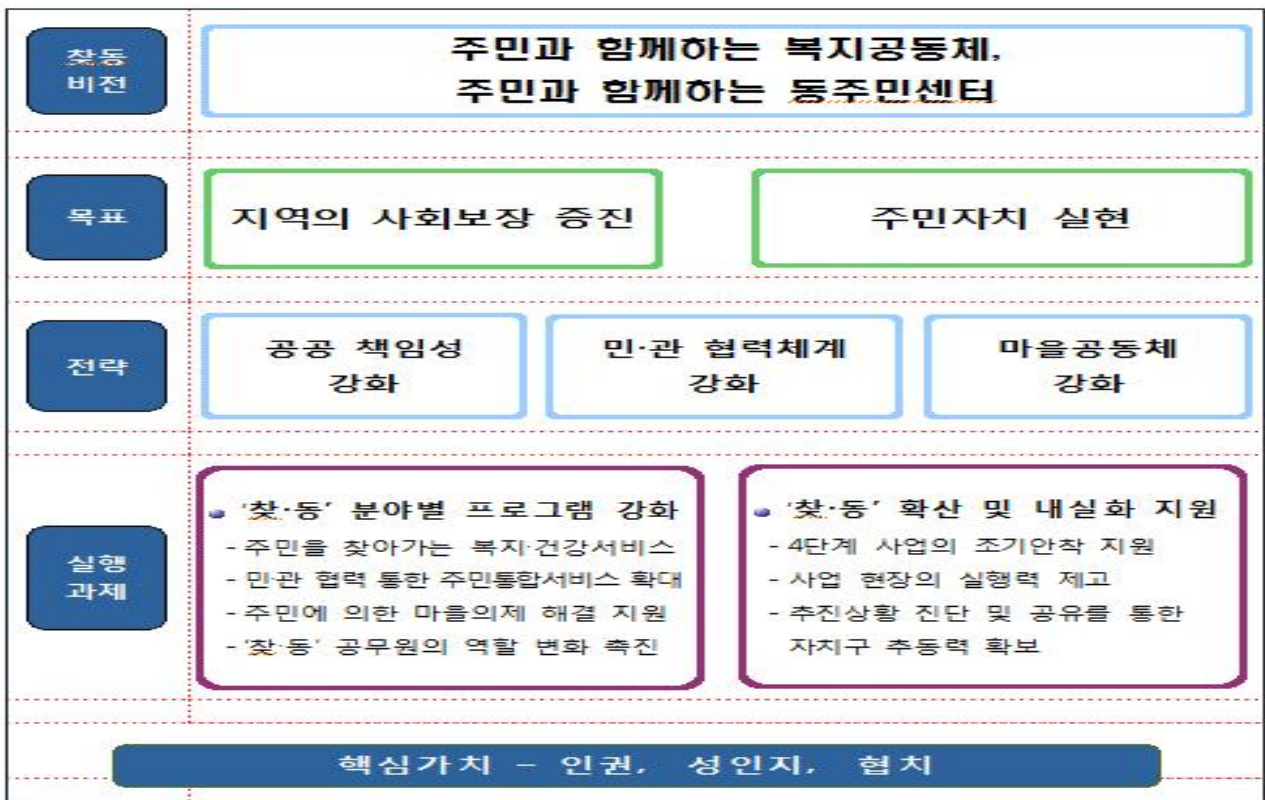 찾동
비전
주민과 함께하는 복지공동체,
주민과 함께하는 동주민센터
목표
지역의 사회보장 증진
주민자치 실현
전략
공공 책임성
강화
민·관 협력체계
강화
마을공동체
강화
실행
과제
'찾·동' 분야별 프로그램 강화
- 주민을 찾아가는 복지·건강서비스
- 민·관 협력 통한 주민통합서비스 확대
- 주민에 의한 마을의제 해결 지원
- '찾·동' 공무원의 역할 변화 촉진
'찾·동' 확산 및 내실화 지원
- 4단계 사업의 조기안착 지원
- 사업 현장의 실행력 제고
- 추진상황 진단 및 공유를 통한
자치구 추동력 확보
핵심가치 - 인권, 성인지, 협치